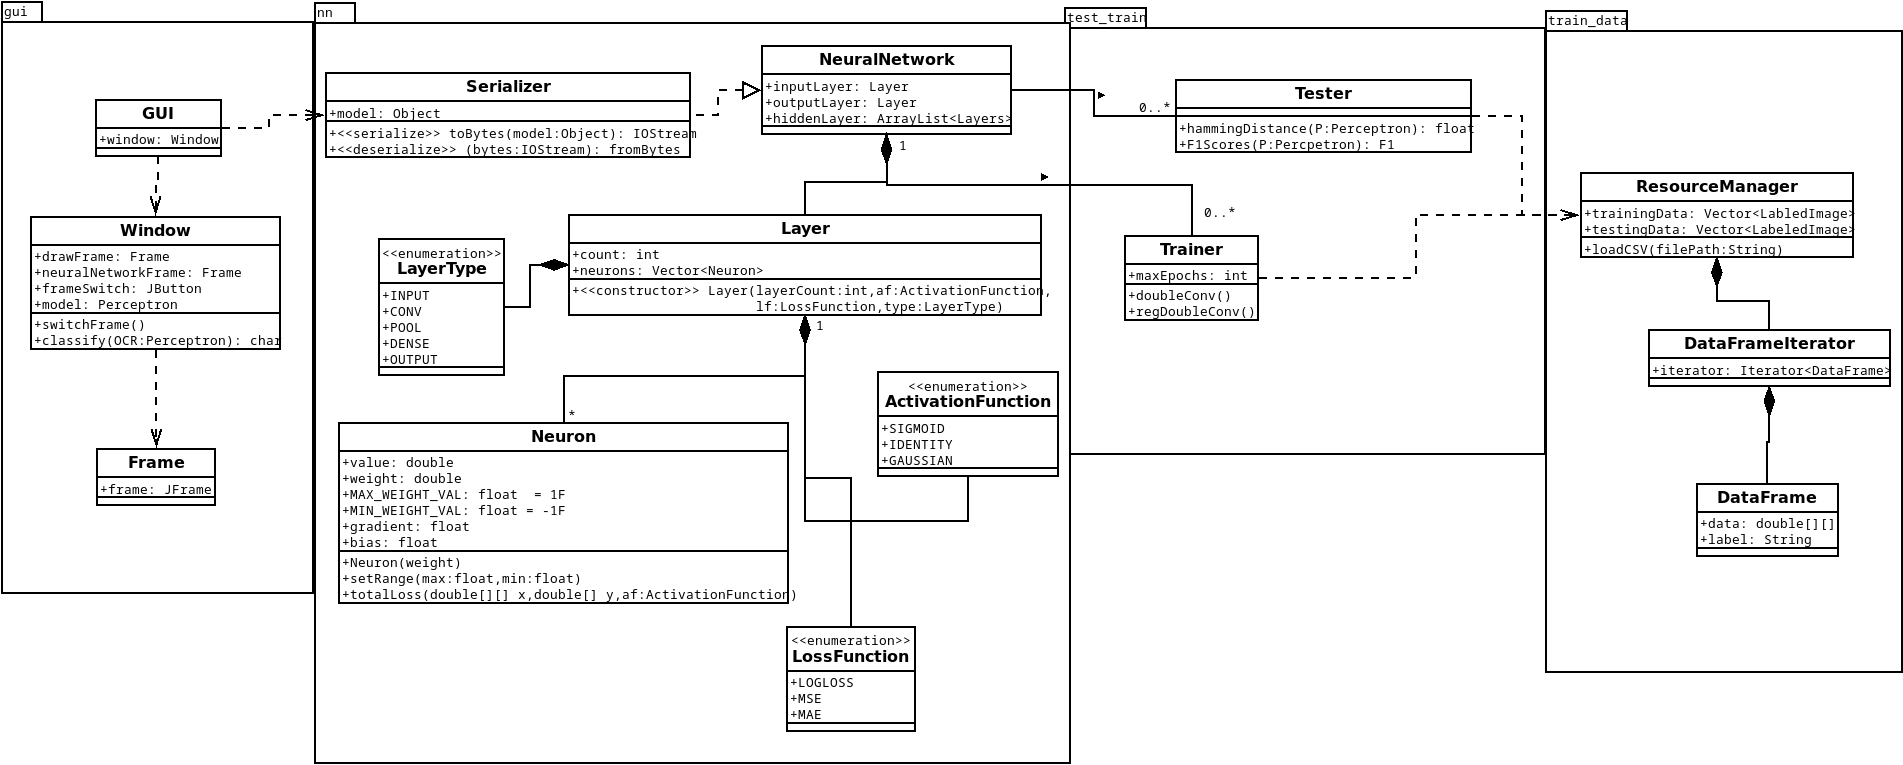 gui
GUI
+window: Window
Window
+drawFrame: Frame
+neuralNetworkFrame: Frame
+frameSwitch: JButton
+model: Perceptron
+switchFrame()
+classify(OCR:Perceptron): char
Frame
+frame: JFrame
nn
Serializer
+model: Object
+<<serialize>> toBytes(model:Object): IOStream
+<<deserialize>> (bytes:IOStream): fromBytes
NeuralNetwork
+inputLayer: Layer
+outputLayer: Layer
+hiddenLayer: ArrayList<Layers>
1
<<enumeration>>
LayerType
+INPUT
+CONV
+POOL
+DENSE
+OUTPUT
Layer
+count: int
+neurons: Vector<Neuron>
+<<constructor>> Layer(layerCount:int,af:ActivationFunction,
lf:LossFunction,type:LayerType)
1
*
Neuron
+value: double
+weight: double
+MAX_WEIGHT_VAL: float  = 1F
+MIN_WEIGHT_VAL: float = -1F
+gradient: float
+bias: float
+Neuron(weight)
+setRange(max:float,min:float)
+totalLoss(double[][] x,double[] y,af:ActivationFunction)
<<enumeration>>
ActivationFunction
+SIGMOID
+IDENTITY
+GAUSSIAN
<<enumeration>>
LossFunction
+LOGLOSS
+MSE
+MAE
test_train
0..*
Tester
+hammingDistance(P:Perceptron): float
+F1Scores(P:Percpetron): F1
0..*
Trainer
+maxEpochs: int
+doubleConv()
+regDoubleConv()
train_data
ResourceManager
+trainingData: Vector<LabledImage>
+testingData: Vector<LabeledImage>
+loadCSV(filePath:String)
DataFrameIterator
+iterator: Iterator<DataFrame>
DataFrame
+data: double[][]
+label: String